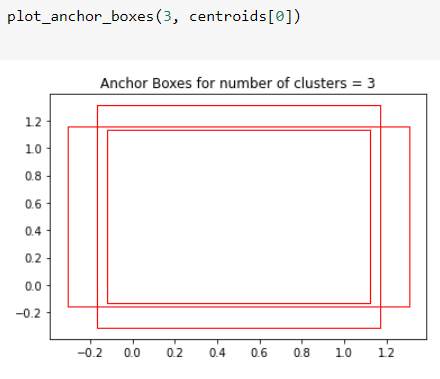 plot_anchor_boxes(3, centroids[0])
Anchor Boxes for number of clusters = 3
1.2
1.0
0.8
0.6
0.4
0.2
0.0
−0.2
−0.2 0.0 0.2 0.4 0.6 0.8 1.0 1.2